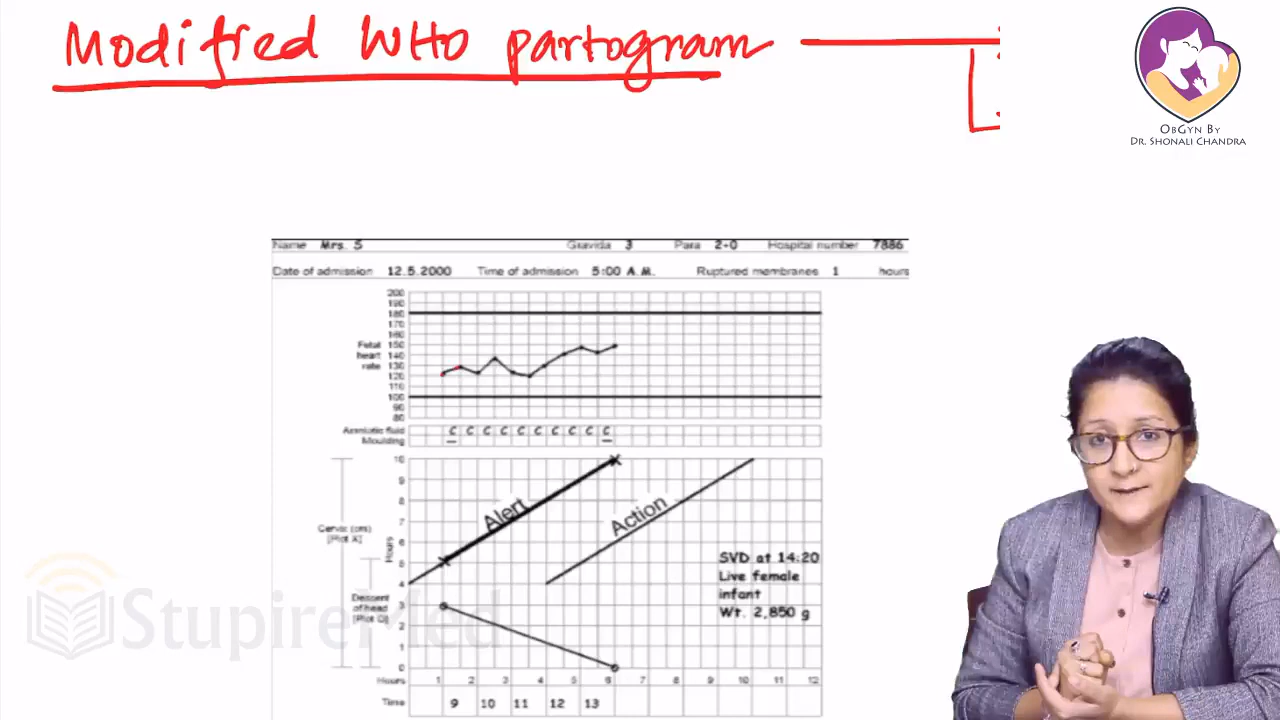 Modified WHO partogram
ObGyn By
Dr. Shonali Chandra
Name Mrs. S Gravida 3 Para 2+0 Hospital number 7886
Date of admission 12.5.2000 Time of admission 5:00 A.M. Ruptured membranes 1 hours
200
190
180
170
160
Fetal 150
heart 140
rate 130
120
110
100
90
80
Amniotic fluid C C C C C C C C C C
Moulding
10
9
8
7
6
5
4
3
2
1
0
Alert
Action
Cervix (cm)
[Plot X]
Hours
Descent
of head
[Plot O]
SVD at 14:20
Live female
infant
Wt. 2,850 g
StupireMed
Hours 1 2 3 4 5 6 7 8 9 10 11 12
Time 9 10 11 12 13